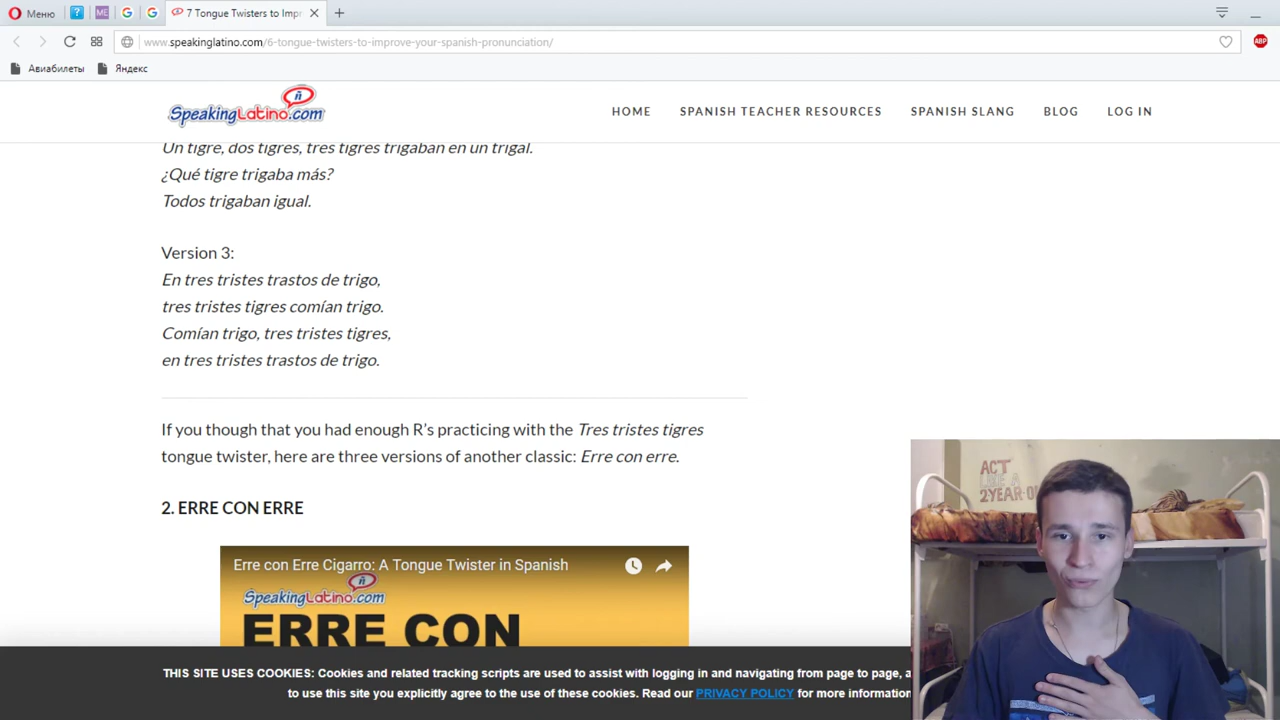 Меню
?
ME
7 Tongue Twisters to Impr
www.speakinglatino.com/6-tongue-twisters-to-improve-your-spanish-pronunciation/
ABP
Авиабилеты
Яндекс
ñ
SpeakingLatino.com
HOME
SPANISH TEACHER RESOURCES
SPANISH SLANG
BLOG
LOG IN
Un tigre, dos tigres, tres tigres trigaban en un trigal.
¿Qué tigre trigaba más?
Todos trigaban igual.
Version 3:
En tres tristes trastos de trigo,
tres tristes tigres comían trigo.
Comían trigo, tres tristes tigres,
en tres tristes trastos de trigo.
If you though that you had enough R’s practicing with the Tres tristes tigres
tongue twister, here are three versions of another classic: Erre con erre.
2. ERRE CON ERRE
Erre con Erre Cigarro: A Tongue Twister in Spanish
ñ
SpeakingLatino.com
ERRE CON
ACT
2-YEAR-O
THIS SITE USES COOKIES: Cookies and related tracking scripts are used to assist with logging in and navigating from page to page, a
to use this site you explicitly agree to the use of these cookies. Read our PRIVACY POLICY for more information